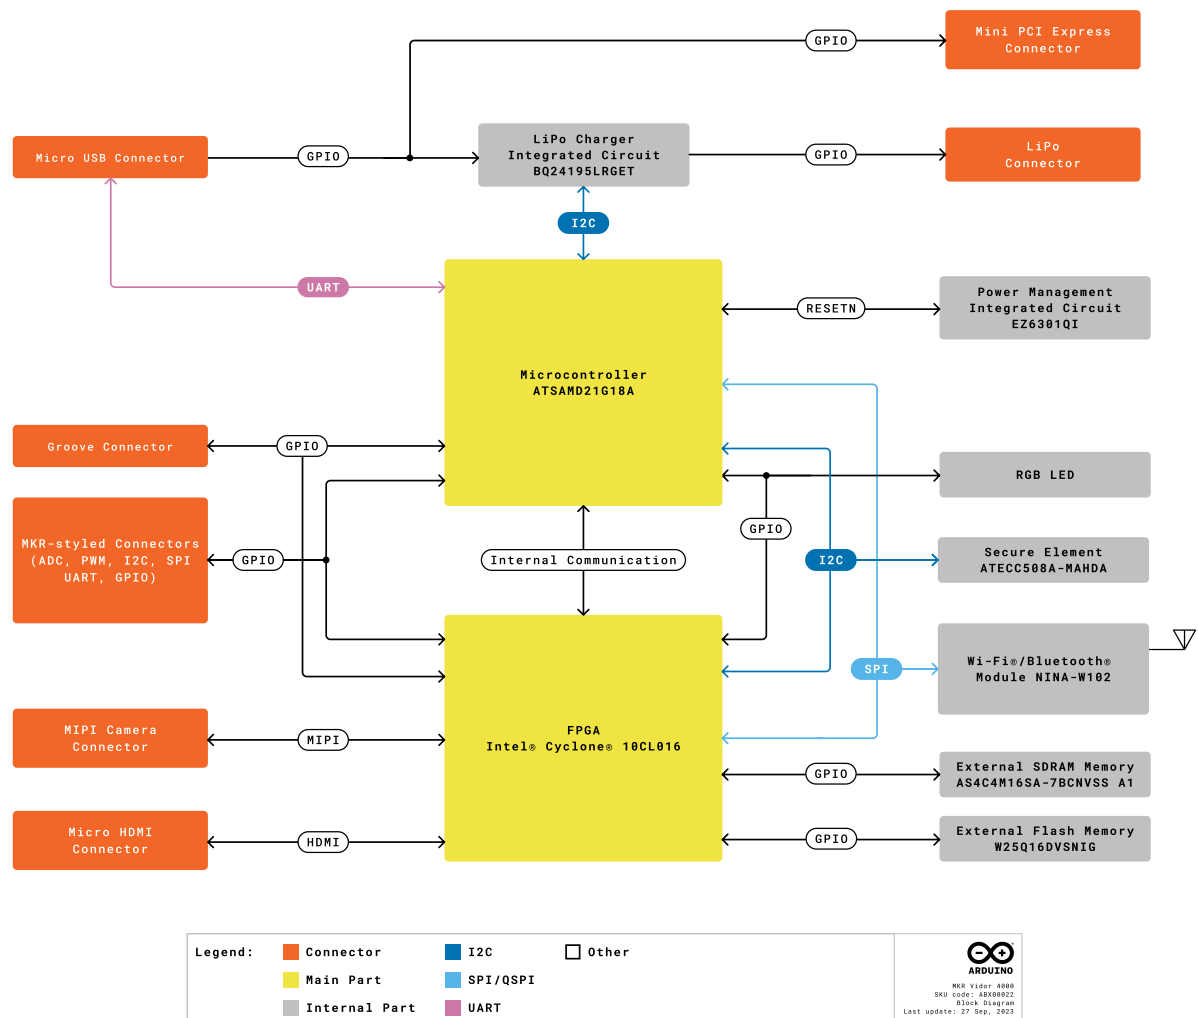 GPIO
Mini PCI Express
Connector
Micro USB Connector
GPIO
LiPo Charger
Integrated Circuit
BQ24195LRGET
GPIO
LiPo
Connector
I2C
UART
RESETN
Power Management
Integrated Circuit
EZ6301QI
Microcontroller
ATSAMD21G18A
Groove Connector
GPIO
RGB LED
GPIO
MKR-styled Connectors
(ADC, PWM, I2C, SPI
UART, GPIO)
GPIO
Internal Communication
I2C
Secure Element
ATECC508A-MAHDA
SPI
Wi-Fi®/Bluetooth®
Module NINA-W102
FPGA
Intel® Cyclone® 10CL016
MIPI Camera
Connector
MIPI
GPIO
External SDRAM Memory
AS4C4M16SA-7BCNVSS A1
Micro HDMI
Connector
HDMI
GPIO
External Flash Memory
W25Q16DVSNIG
Legend:
Connector
I2C
Other
Main Part
SPI/QSPI
Internal Part
UART
ARDUINO
MKR Vidor 4000
SKU code: ABX00022
Block Diagram
Last update: 27 Sep, 2023